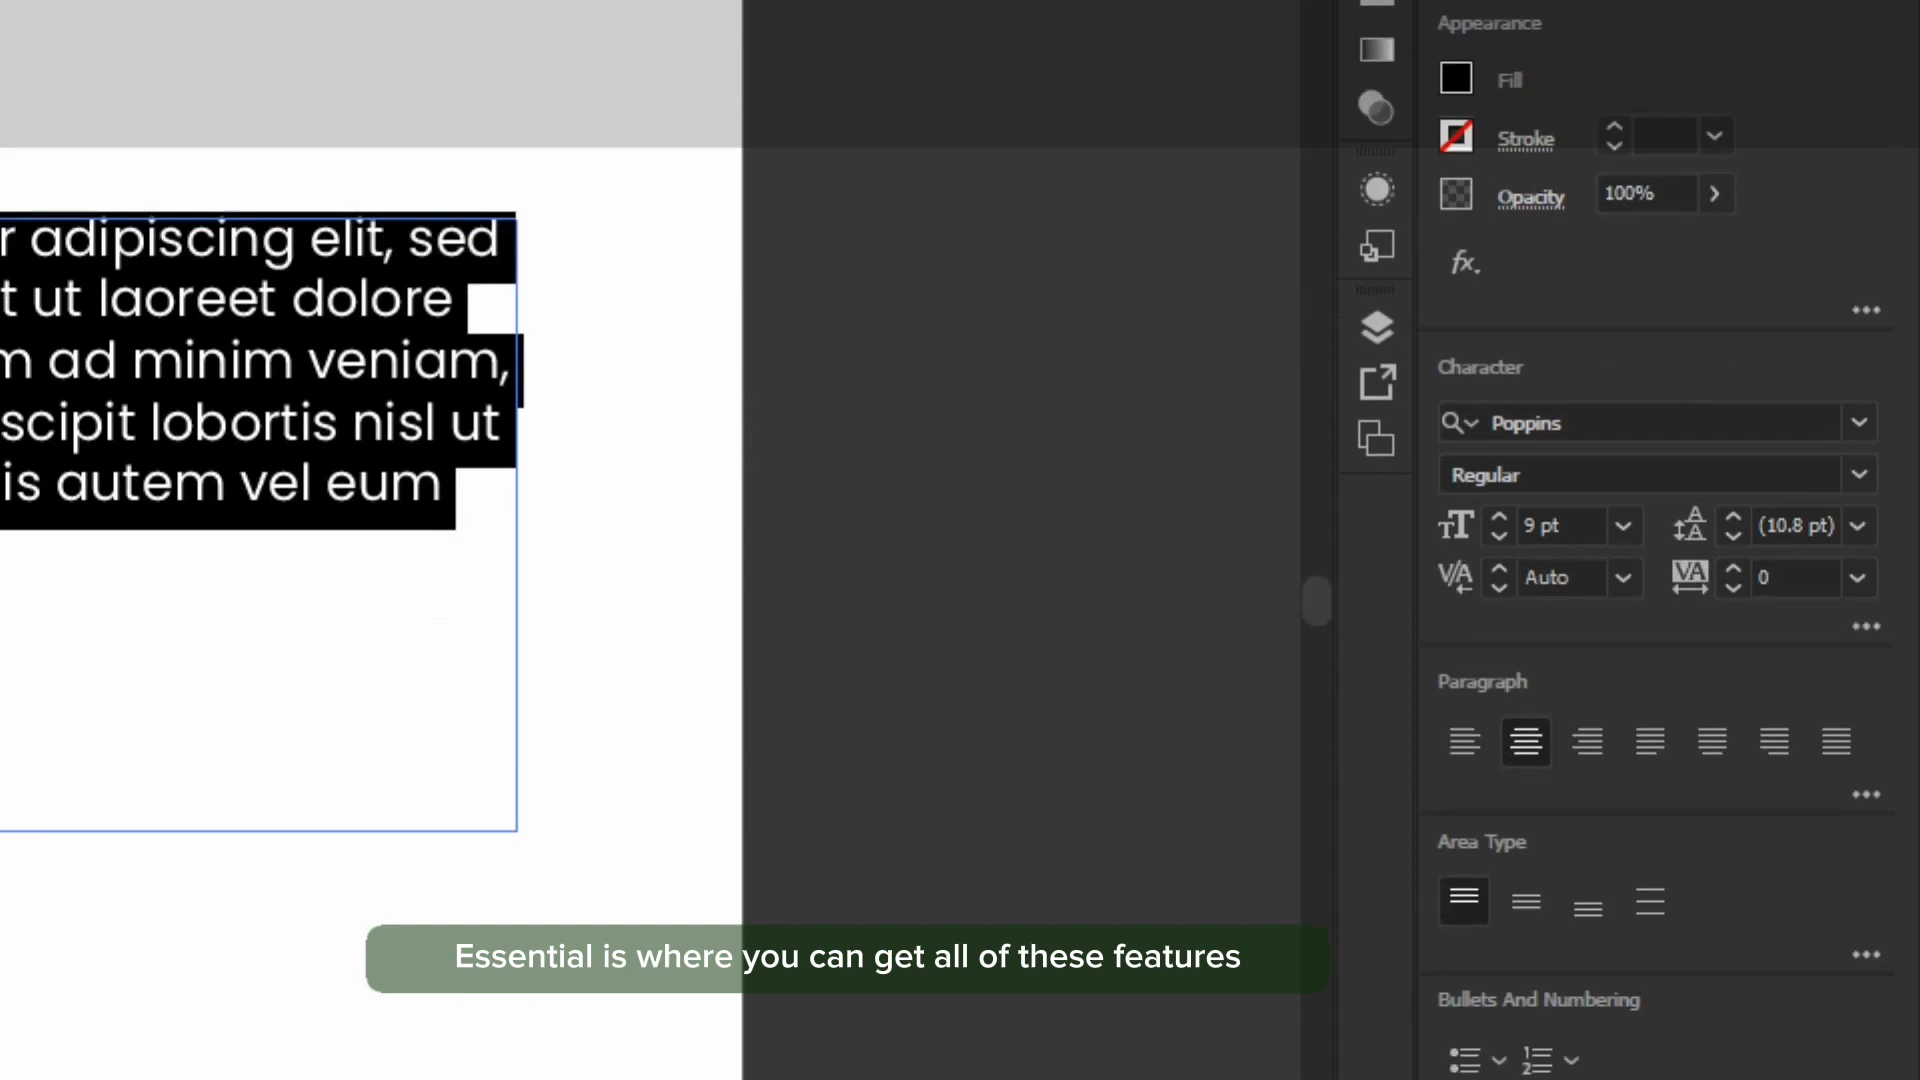 r adipiscing elit, sed
t ut laoreet dolore
m ad minim veniam,
scipit lobortis nisl ut
is autem vel eum
Essential is where you can get all of these features
Appearance
Fill
Stroke
Opacity 100%
fx.
Character
Poppins
Regular
9 pt (10.8 pt)
Auto 0
Paragraph
Area Type
Bullets And Numbering